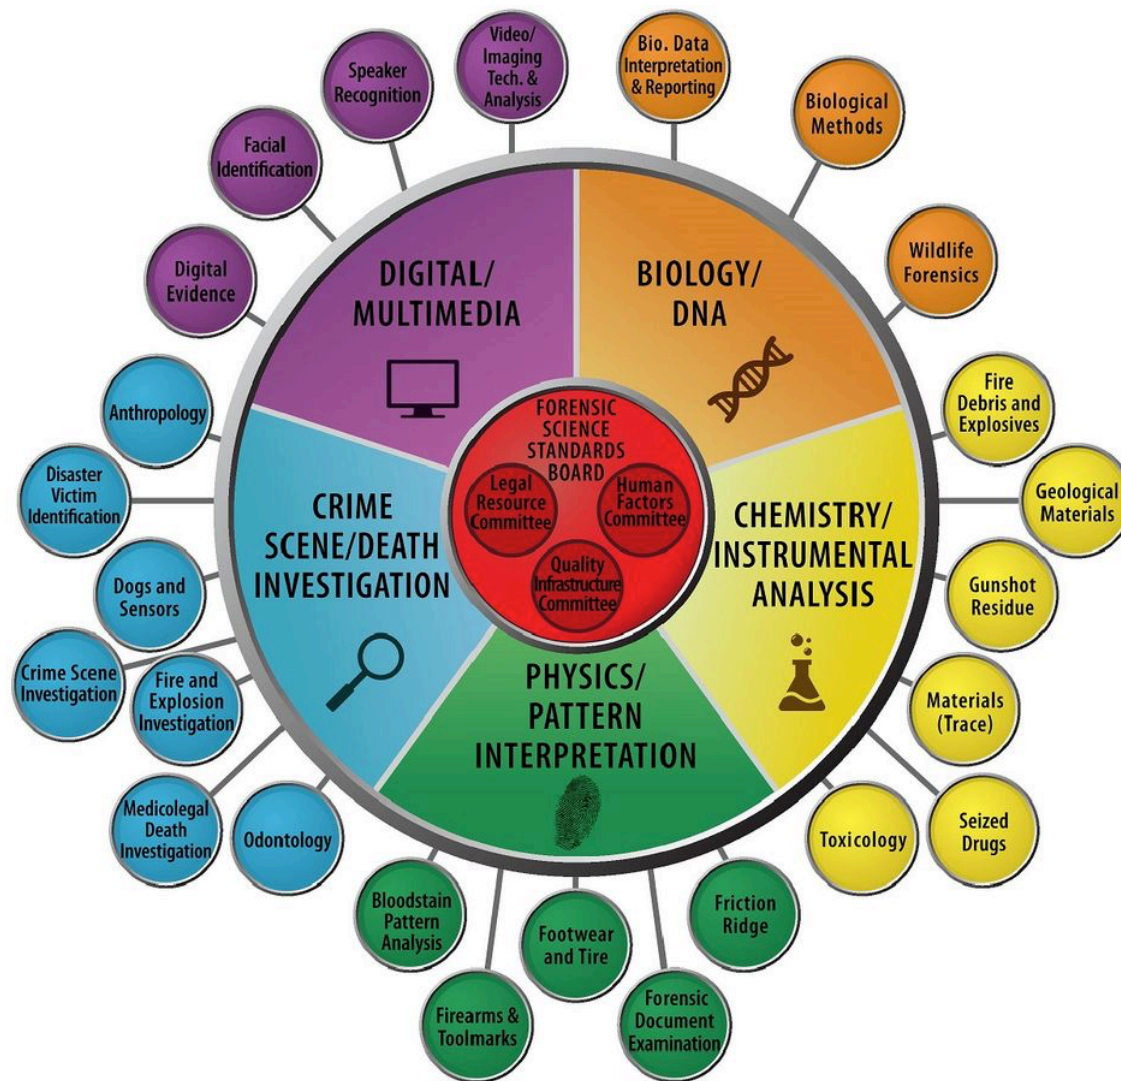 Video/
Imaging
Tech. &
Analysis
Bio. Data
Interpretation
& Reporting
Speaker
Recognition
Biological
Methods
Facial
Identification
Wildlife
Forensics
Digital
Evidence
DIGITAL/
MULTIMEDIA
BIOLOGY/
DNA
Anthropology
Fire
Debris and
Explosives
FORENSIC
SCIENCE
STANDARDS
BOARD
Legal
Resource
Committee
Human
Factors
Committee
Quality
Infrastructure
Committee
Disaster
Victim
Identification
Geological
Materials
CRIME
SCENE/DEATH
INVESTIGATION
CHEMISTRY/
INSTRUMENTAL
ANALYSIS
Dogs and
Sensors
Gunshot
Residue
Crime Scene
Investigation
Fire and
Explosion
Investigation
Materials
(Trace)
PHYSICS/
PATTERN
INTERPRETATION
Medicolegal
Death
Investigation
Odontology
Toxicology
Seized
Drugs
Bloodstain
Pattern
Analysis
Footwear
and Tire
Friction
Ridge
Firearms &
Toolmarks
Forensic
Document
Examination